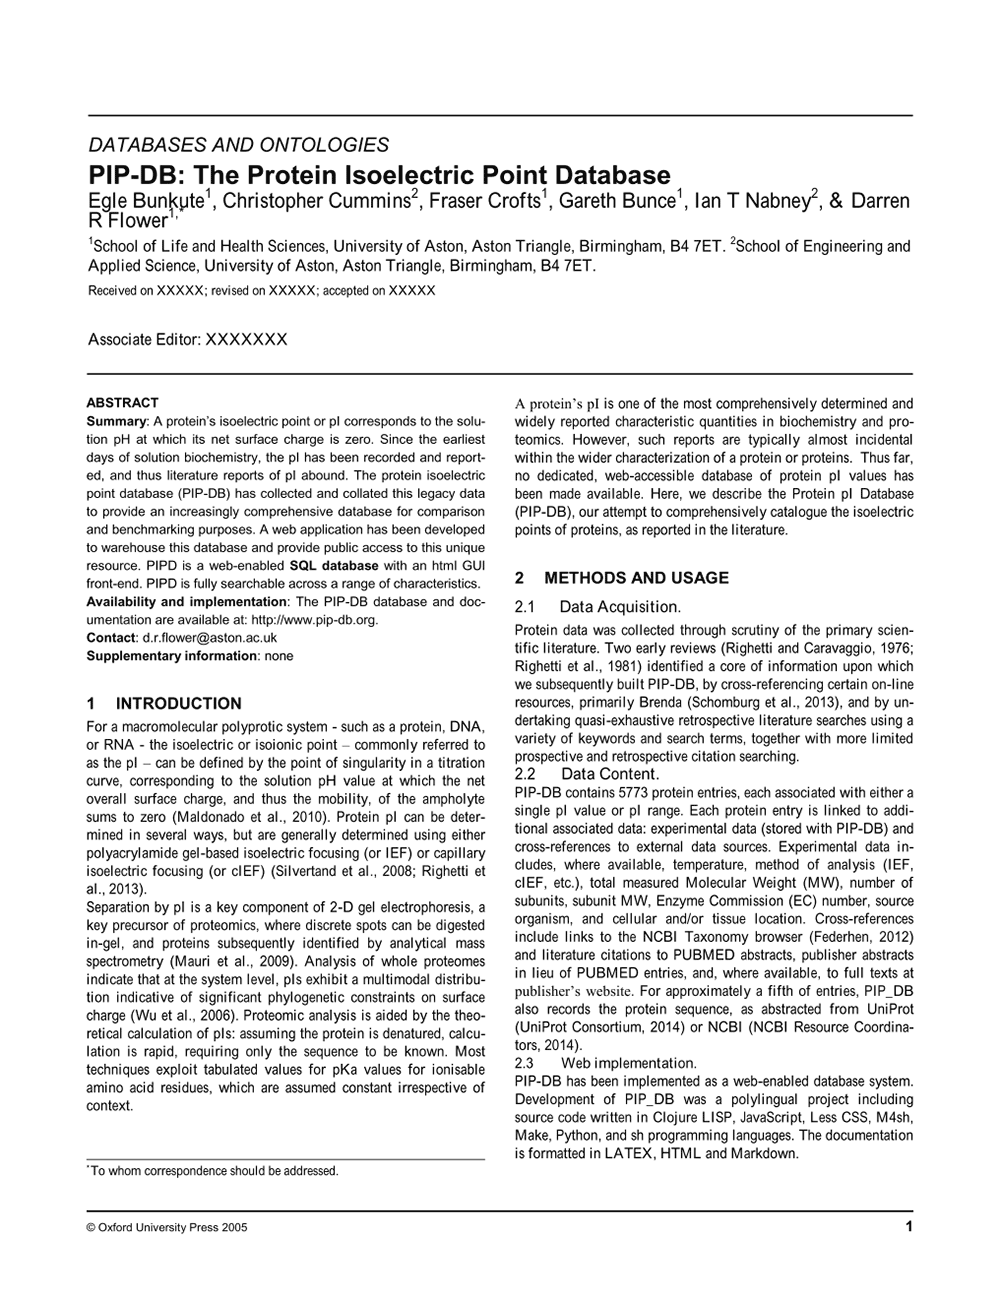 DATABASES AND ONTOLOGIES
PIP-DB: The Protein Isoelectric Point Database
Egle Bunkute1, Christopher Cummins2, Fraser Crofts1, Gareth Bunce1, Ian T Nabney2, & Darren
R Flower1,*
1School of Life and Health Sciences, University of Aston, Aston Triangle, Birmingham, B4 7ET. 2School of Engineering and
Applied Science, University of Aston, Aston Triangle, Birmingham, B4 7ET.
Received on XXXXX; revised on XXXXX; accepted on XXXXX
Associate Editor: XXXXXXX
ABSTRACT
Summary: A protein's isoelectric point or pI corresponds to the solu-
tion pH at which its net surface charge is zero. Since the earliest
days of solution biochemistry, the pI has been recorded and report-
ed, and thus literature reports of pI abound. The protein isoelectric
point database (PIP-DB) has collected and collated this legacy data
to provide an increasingly comprehensive database for comparison
and benchmarking purposes. A web application has been developed
to warehouse this database and provide public access to this unique
resource. PIPD is a web-enabled SQL database with an html GUI
front-end. PIPD is fully searchable across a range of characteristics.
Availability and implementation: The PIP-DB database and doc-
umentation are available at: http://www.pip-db.org.
Contact: d.r.flower@aston.ac.uk
Supplementary information: none
1 INTRODUCTION
For a macromolecular polyprotic system - such as a protein, DNA,
or RNA - the isoelectric or isoionic point – commonly referred to
as the pI – can be defined by the point of singularity in a titration
curve, corresponding to the solution pH value at which the net
overall surface charge, and thus the mobility, of the ampholyte
sums to zero (Maldonado et al., 2010). Protein pI can be deter-
mined in several ways, but are generally determined using either
polyacrylamide gel-based isoelectric focusing (or IEF) or capillary
isoelectric focusing (or cIEF) (Silvertand et al., 2008; Righetti et
al., 2013).
Separation by pI is a key component of 2-D gel electrophoresis, a
key precursor of proteomics, where discrete spots can be digested
in-gel, and proteins subsequently identified by analytical mass
spectrometry (Mauri et al., 2009). Analysis of whole proteomes
indicate that at the system level, pIs exhibit a multimodal distribu-
tion indicative of significant phylogenetic constraints on surface
charge (Wu et al., 2006). Proteomic analysis is aided by the theo-
retical calculation of pIs: assuming the protein is denatured, calcu-
lation is rapid, requiring only the sequence to be known. Most
techniques exploit tabulated values for pKa values for ionisable
amino acid residues, which are assumed constant irrespective of
context.
*To whom correspondence should be addressed.
A protein's pI is one of the most comprehensively determined and
widely reported characteristic quantities in biochemistry and pro-
teomics. However, such reports are typically almost incidental
within the wider characterization of a protein or proteins. Thus far,
no dedicated, web-accessible database of protein pI values has
been made available. Here, we describe the Protein pI Database
(PIP-DB), our attempt to comprehensively catalogue the isoelectric
points of proteins, as reported in the literature.
2 METHODS AND USAGE
2.1 Data Acquisition.
Protein data was collected through scrutiny of the primary scien-
tific literature. Two early reviews (Righetti and Caravaggio, 1976;
Righetti et al., 1981) identified a core of information upon which
we subsequently built PIP-DB, by cross-referencing certain on-line
resources, primarily Brenda (Schomburg et al., 2013), and by un-
dertaking quasi-exhaustive retrospective literature searches using a
variety of keywords and search terms, together with more limited
prospective and retrospective citation searching.
2.2 Data Content.
PIP-DB contains 5773 protein entries, each associated with either a
single pI value or pI range. Each protein entry is linked to addi-
tional associated data: experimental data (stored with PIP-DB) and
cross-references to external data sources. Experimental data in-
cludes, where available, temperature, method of analysis (IEF,
cIEF, etc.), total measured Molecular Weight (MW), number of
subunits, subunit MW, Enzyme Commission (EC) number, source
organism, and cellular and/or tissue location. Cross-references
include links to the NCBI Taxonomy browser (Federhen, 2012)
and literature citations to PUBMED abstracts, publisher abstracts
in lieu of PUBMED entries, and, where available, to full texts at
publisher's website. For approximately a fifth of entries, PIP_DB
also records the protein sequence, as abstracted from UniProt
(UniProt Consortium, 2014) or NCBI (NCBI Resource Coordina-
tors, 2014).
2.3 Web implementation.
PIP-DB has been implemented as a web-enabled database system.
Development of PIP_DB was a polylingual project including
source code written in Clojure LISP, JavaScript, Less CSS, M4sh,
Make, Python, and sh programming languages. The documentation
is formatted in LATEX, HTML and Markdown.
© Oxford University Press 2005
1